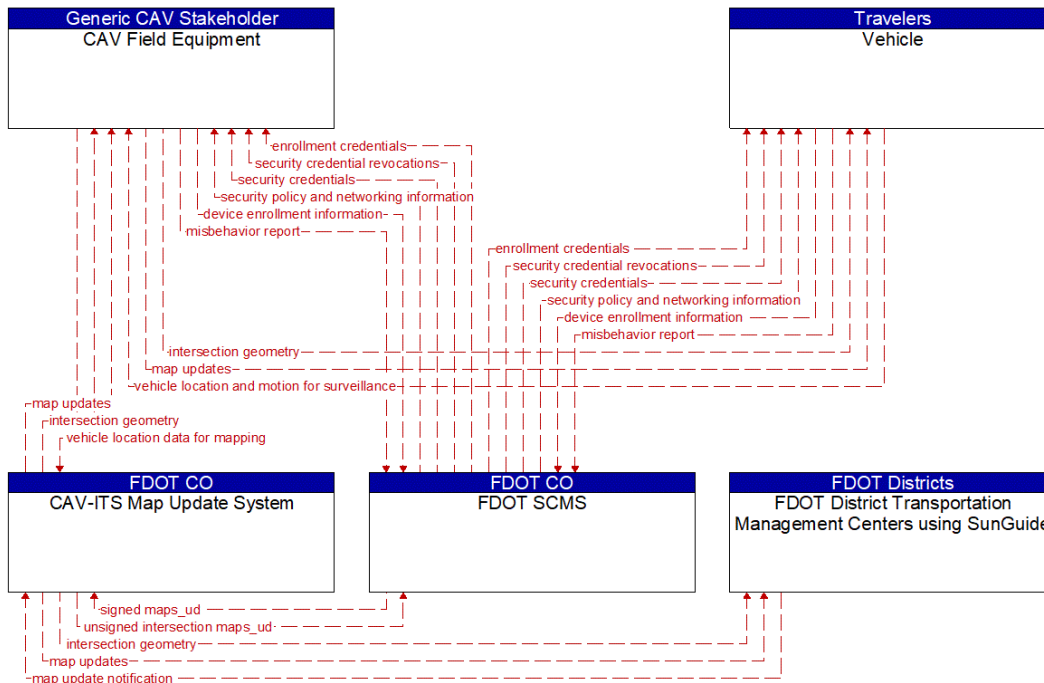 Generic CAV Stakeholder
CAV Field Equipment
Travelers
Vehicle
enrollment credentials
security credential revocations
security credentials
security policy and networking information
device enrollment information
misbehavior report
enrollment credentials
security credential revocations
security credentials
security policy and networking information
device enrollment information
misbehavior report
intersection geometry
map updates
vehicle location and motion for surveillance
map updates
intersection geometry
vehicle location data for mapping
FDOT CO
CAV-ITS Map Update System
FDOT CO
FDOT SCMS
FDOT Districts
FDOT District Transportation
Management Centers using SunGuide
signed maps_ud
unsigned intersection maps_ud
intersection geometry
map updates
map update notification